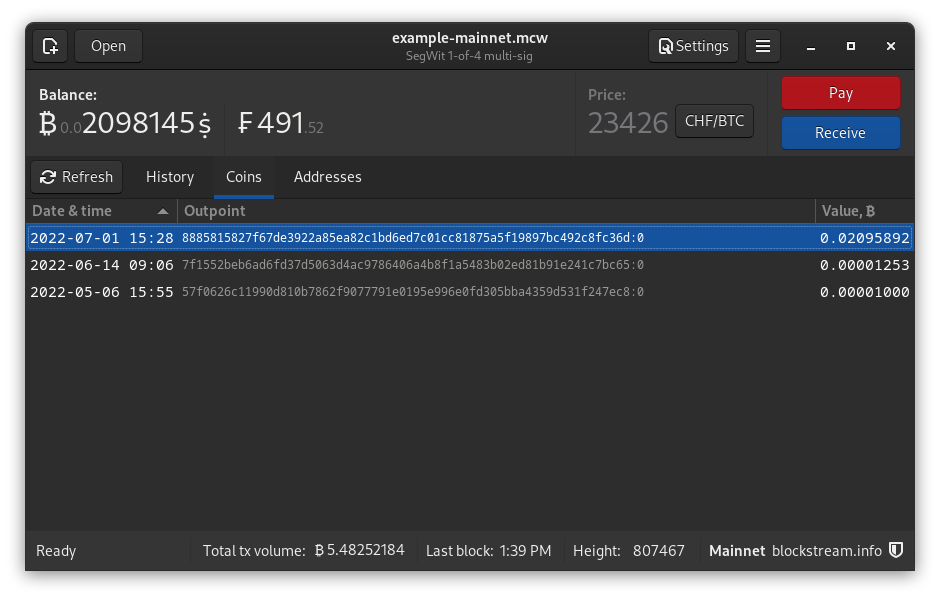 Open
example-mainnet.mcw
SegWit 1-of-4 multi-sig
Settings
Balance:
₿ 0.02098145ṩ ₣ 491.52
Price:
23426 CHF/BTC
Pay
Receive
Refresh History Coins Addresses
Date & time Outpoint Value, ₿
2022-07-01 15:28 8885815827f67de3922a85ea82c1bd6ed7c01cc81875a5f19897bc492c8fc36d:0 0.02095892
2022-06-14 09:06 7f1552beb6ad6fd37d5063d4ac9786406a4b8f1a5483b02ed81b91e241c7bc65:0 0.00001253
2022-05-06 15:55 57f0626c11990d810b7862f9077791e0195e996e0fd305bba4359d531f247ec8:0 0.00001000
Ready Total tx volume: ₿ 5.48252184 Last block: 1:39 PM Height: 807467 Mainnet blockstream.info